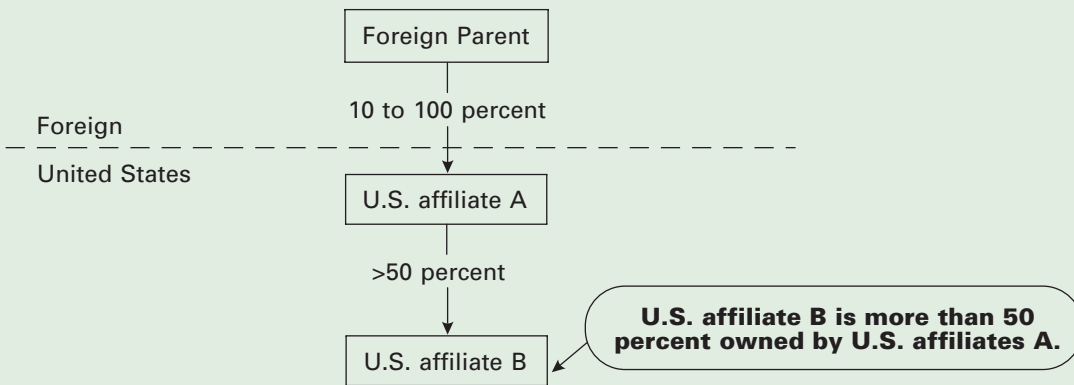 Foreign Parent
10 to 100 percent
Foreign
United States
U.S. affiliate A
>50 percent
U.S. affiliate B is more than 50
percent owned by U.S. affiliates A.
U.S. affiliate B